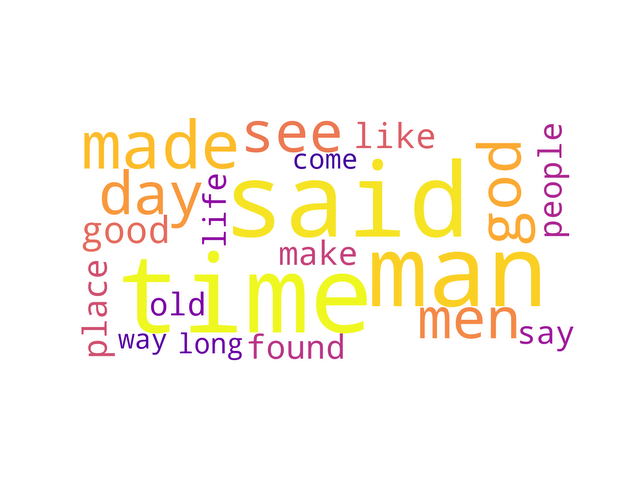 made
see
like
come
people
god
day
life
said
good
make
man
place
time
old
men
say
way
long
found